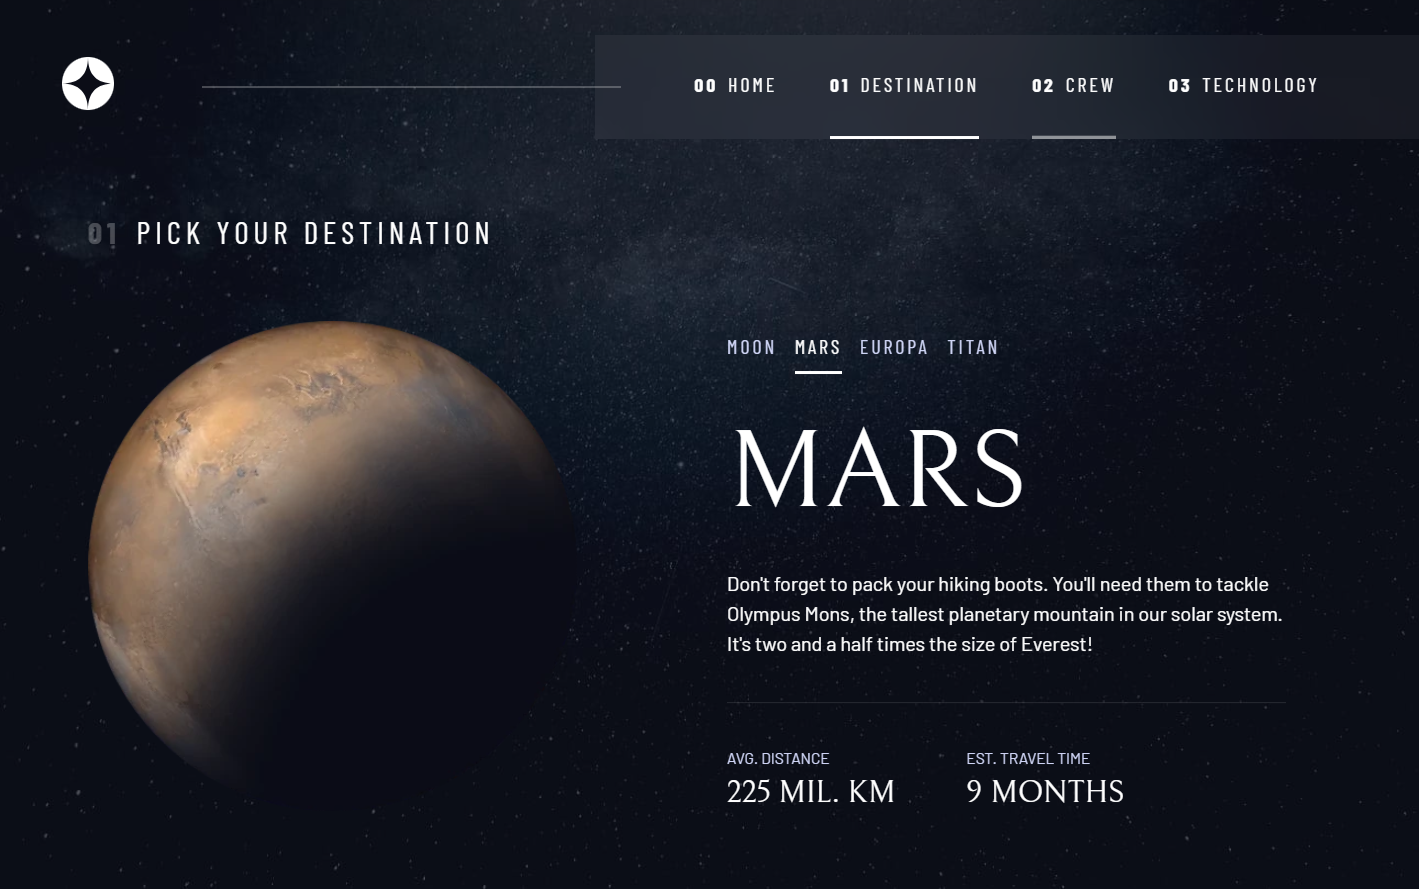 00 HOME 01 DESTINATION 02 CREW 03 TECHNOLOGY
01 PICK YOUR DESTINATION
MOON MARS EUROPA TITAN
MARS
Don't forget to pack your hiking boots. You'll need them to tackle
Olympus Mons, the tallest planetary mountain in our solar system.
It's two and a half times the size of Everest!
AVG. DISTANCE EST. TRAVEL TIME
225 MIL. KM 9 MONTHS